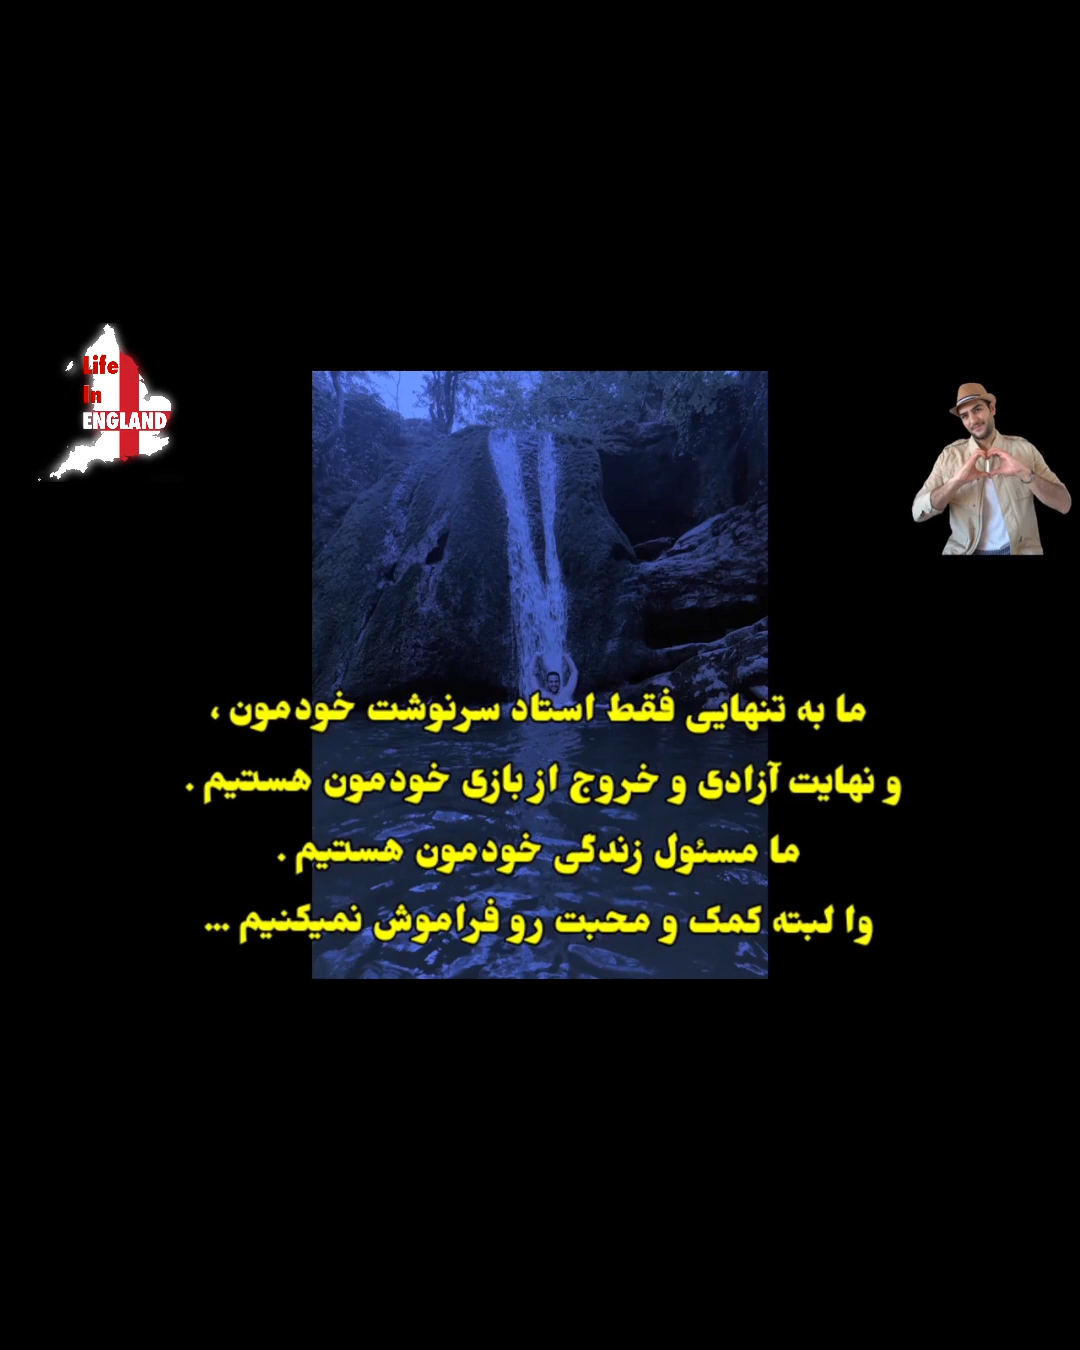 Life
In
ENGLAND
ما به تنهایی فقط استاد سرنوشت خودمون ،
و نهایت آزادی و خروج از بازی خودمون هستیم .
ما مسئول زندگی خودمون هستیم .
وا لبته کمک و محبت رو فراموش نمیکنیم ...